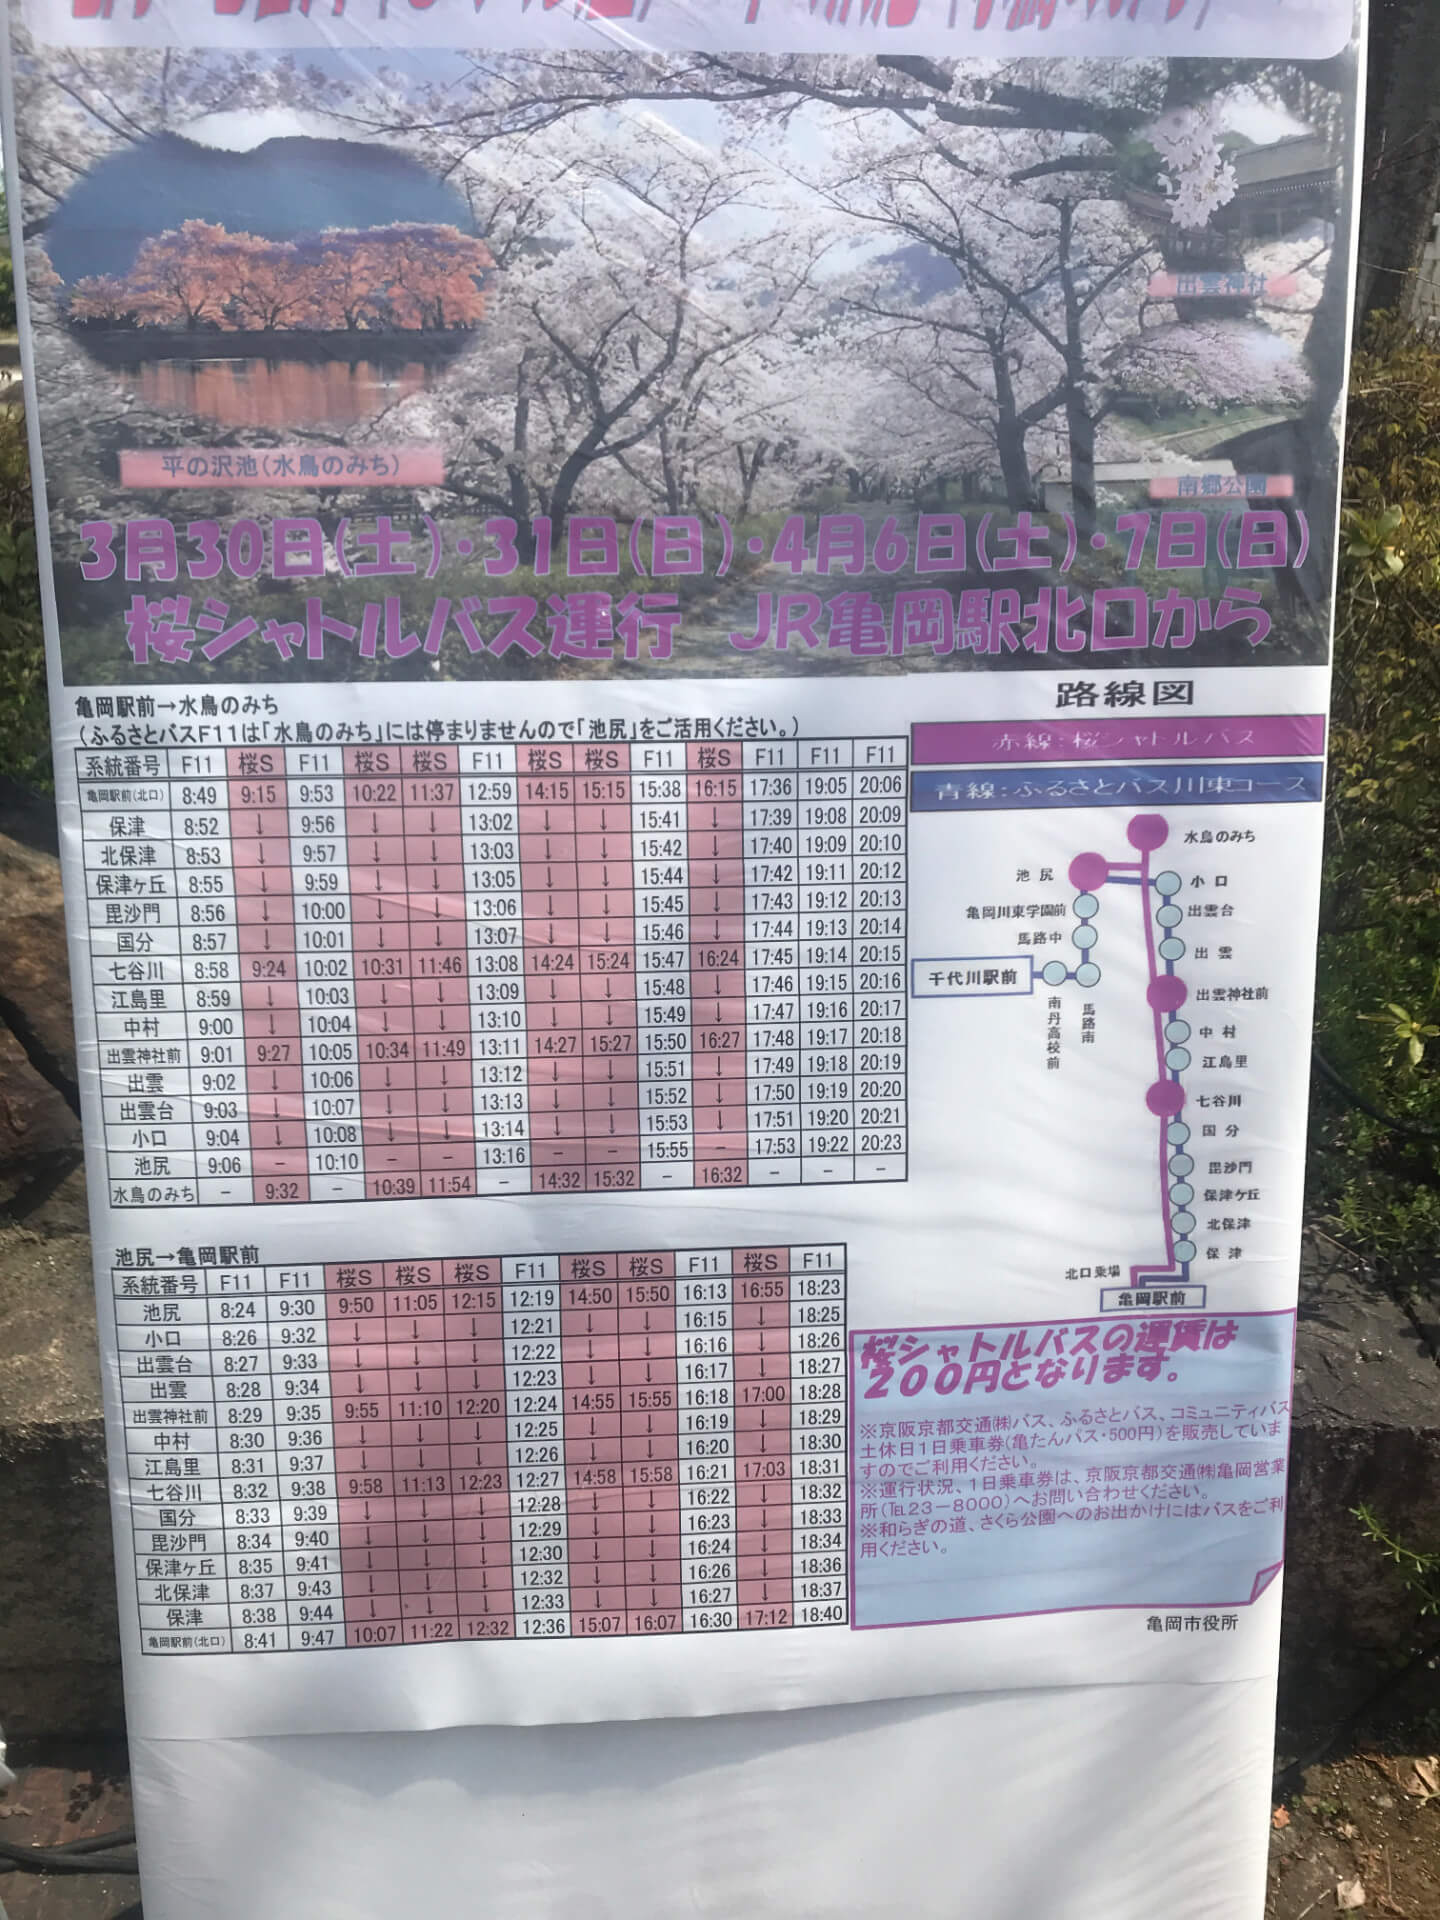 出雲神社
平の沢池(水鳥のみち)
南郷公園
3月30日(土)・31日(日)・4月6日(土)・7日(日)
桜シャトルバス運行 JR亀岡駅北口から
亀岡駅前→水鳥のみち
(ふるさとバスF11は「水鳥のみち」には停まりませんので「池尻」をご活用ください。)
系統番号 F11 桜S F11 桜S 桜S F11 桜S 桜S F11 桜S F11 F11 F11
亀岡駅前(北口) 8:49 9:15 9:53 10:22 11:37 12:59 14:15 15:15 15:38 16:15 17:36 19:05 20:06
保津 8:52 ↓ 9:56 ↓ ↓ 13:02 ↓ ↓ 15:41 ↓ 17:39 19:08 20:09
北保津 8:53 ↓ 9:57 ↓ ↓ 13:03 ↓ ↓ 15:42 ↓ 17:40 19:09 20:10
保津ヶ丘 8:55 ↓ 9:59 ↓ ↓ 13:05 ↓ ↓ 15:44 ↓ 17:42 19:11 20:12
毘沙門 8:56 ↓ 10:00 ↓ ↓ 13:06 ↓ ↓ 15:45 ↓ 17:43 19:12 20:13
国分 8:57 ↓ 10:01 ↓ ↓ 13:07 ↓ ↓ 15:46 ↓ 17:44 19:13 20:14
七谷川 8:58 9:24 10:02 10:31 11:46 13:08 14:24 15:24 15:47 16:24 17:45 19:14 20:15
江島里 8:59 ↓ 10:03 ↓ ↓ 13:09 ↓ ↓ 15:48 ↓ 17:46 19:15 20:16
中村 9:00 ↓ 10:04 ↓ ↓ 13:10 ↓ ↓ 15:49 ↓ 17:47 19:16 20:17
出雲神社前 9:01 9:27 10:05 10:34 11:49 13:11 14:27 15:27 15:50 16:27 17:48 19:17 20:18
出雲 9:02 ↓ 10:06 ↓ ↓ 13:12 ↓ ↓ 15:51 ↓ 17:49 19:18 20:19
出雲台 9:03 ↓ 10:07 ↓ ↓ 13:13 ↓ ↓ 15:52 ↓ 17:50 19:19 20:20
小口 9:04 ↓ 10:08 ↓ ↓ 13:14 ↓ ↓ 15:53 ↓ 17:51 19:20 20:21
池尻 9:06 － 10:10 － － 13:16 － － 15:55 － 17:53 19:22 20:23
水鳥のみち － 9:32 － 10:39 11:54 － 14:32 15:32 － 16:32 － － －
池尻→亀岡駅前
系統番号 F11 F11 桜S 桜S 桜S F11 桜S 桜S F11 桜S F11
池尻 8:24 9:30 9:50 11:05 12:15 12:19 14:50 15:50 16:13 16:55 18:23
小口 8:26 9:32 ↓ ↓ ↓ 12:21 ↓ ↓ 16:15 ↓ 18:25
出雲台 8:27 9:33 ↓ ↓ ↓ 12:22 ↓ ↓ 16:16 ↓ 18:26
出雲 8:28 9:34 ↓ ↓ ↓ 12:23 ↓ ↓ 16:17 ↓ 18:27
出雲神社前 8:29 9:35 9:55 11:10 12:20 12:24 14:55 15:55 16:18 17:00 18:28
中村 8:30 9:36 ↓ ↓ ↓ 12:25 ↓ ↓ 16:19 ↓ 18:29
江島里 8:31 9:37 ↓ ↓ ↓ 12:26 ↓ ↓ 16:20 ↓ 18:30
七谷川 8:32 9:38 9:58 11:13 12:23 12:27 14:58 15:58 16:21 17:03 18:31
国分 8:33 9:39 ↓ ↓ ↓ 12:28 ↓ ↓ 16:22 ↓ 18:32
毘沙門 8:34 9:40 ↓ ↓ ↓ 12:29 ↓ ↓ 16:23 ↓ 18:33
保津ヶ丘 8:35 9:41 ↓ ↓ ↓ 12:30 ↓ ↓ 16:24 ↓ 18:34
北保津 8:37 9:43 ↓ ↓ ↓ 12:32 ↓ ↓ 16:26 ↓ 18:36
保津 8:38 9:44 ↓ ↓ ↓ 12:33 ↓ ↓ 16:27 ↓ 18:37
亀岡駅前(北口) 8:41 9:47 10:07 11:22 12:32 12:36 15:07 16:07 16:30 17:12 18:40
路線図
赤線:桜シャトルバス
青線:ふるさとバス川東コース
水鳥のみち
池尻
小口
亀岡川東学園前
出雲台
馬路中
出雲
千代川駅前
南丹高校前
馬路南
出雲神社前
中村
江島里
七谷川
国分
毘沙門
保津ケ丘
北保津
保津
北口乗場
亀岡駅前
桜シャトルバスの運賃は
200円となります。
※京阪京都交通㈱バス、ふるさとバス、コミュニティバス
土休日1日乗車券(亀たんパス・500円)を販売していま
すのでご利用ください。
※運行状況、1日乗車券は、京阪京都交通㈱亀岡営業
所(℡23-8000)へお問い合わせください。
※和らぎの道、さくら公園へのお出かけにはバスをご利
用ください。
亀岡市役所